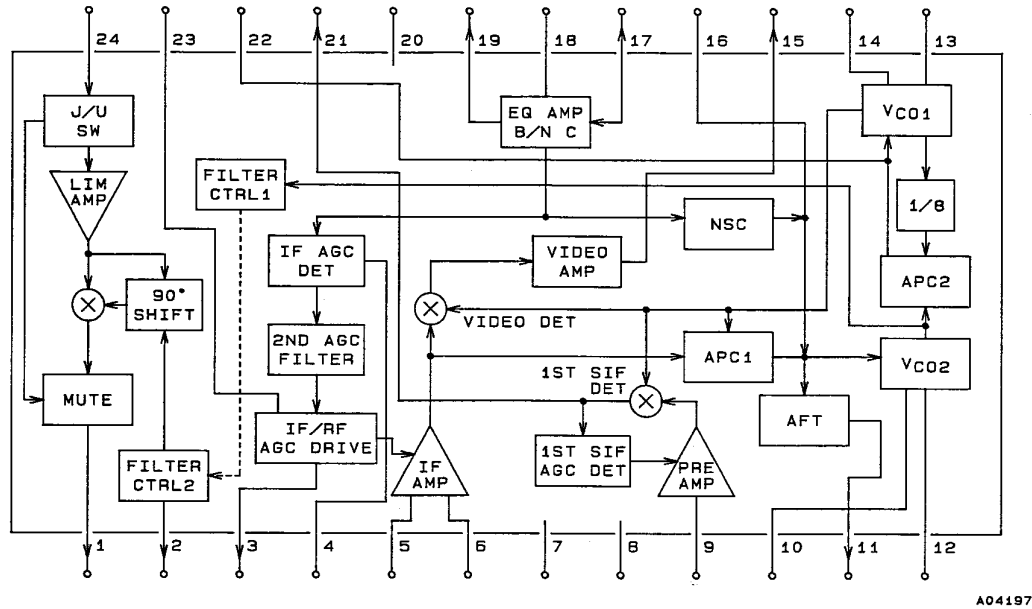 24 23 22 21 20 19 18 17 16 15 14 13
J/U
SW
EQ AMP
B/N C
VCO1
LIM
AMP
FILTER
CTRL1
1/8
NSC
IF AGC
DET
VIDEO
AMP
90°
SHIFT
APC2
VIDEO DET
2ND AGC
FILTER
APC1
VCO2
1ST SIF
DET
MUTE
IF/RF
AGC DRIVE
AFT
FILTER
CTRL2
IF
AMP
1ST SIF
AGC DET
PRE
AMP
1 2 3 4 5 6 7 8 9 10 11 12
A04197